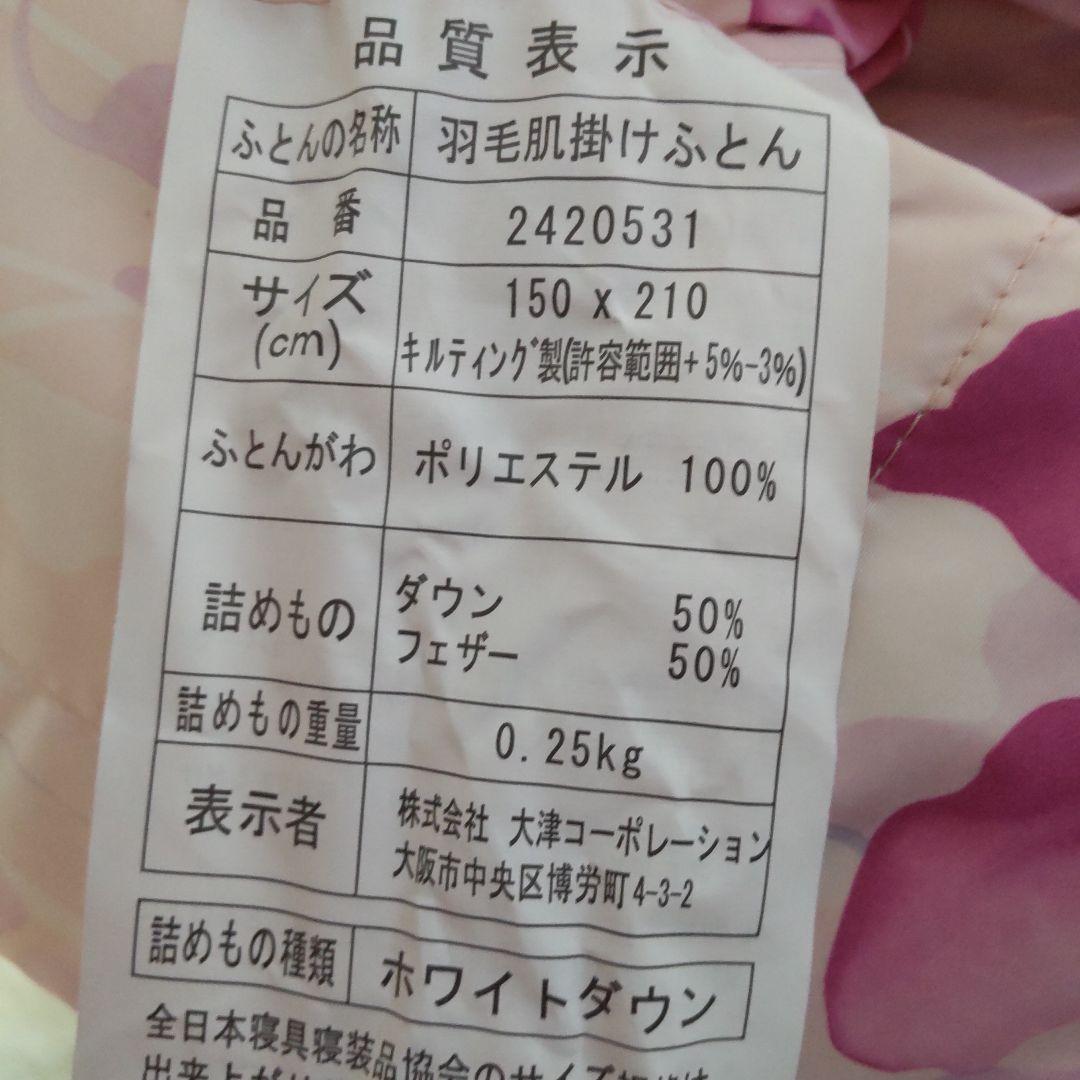 品質表示
ふとんの名称 羽毛肌掛けふとん
品番 2420531
サイズ 150 x 210
(cm) キルティング製(許容範囲+5%-3%)
ふとんがわ ポリエステル 100%
ダウン 50%
詰めもの
フェザー 50%
詰めもの重量 0.25kg
表示者 株式会社 大津コーポレーション
大阪市中央区博労町4-3-2
詰めもの種類 ホワイトダウン
全日本寝具寝装品協会のサイズ
出来上が